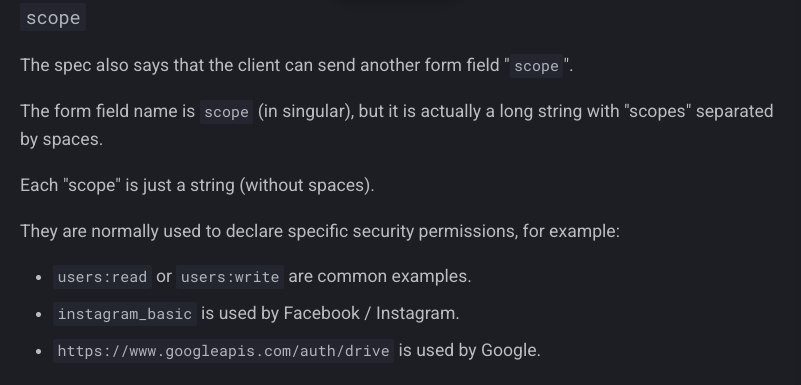 scope
The spec also says that the client can send another form field "scope".
The form field name is scope (in singular), but it is actually a long string with "scopes" separated
by spaces.
Each "scope" is just a string (without spaces).
They are normally used to declare specific security permissions, for example:
• users:read or users:write are common examples.
• instagram_basic is used by Facebook / Instagram.
• https://www.googleapis.com/auth/drive is used by Google.